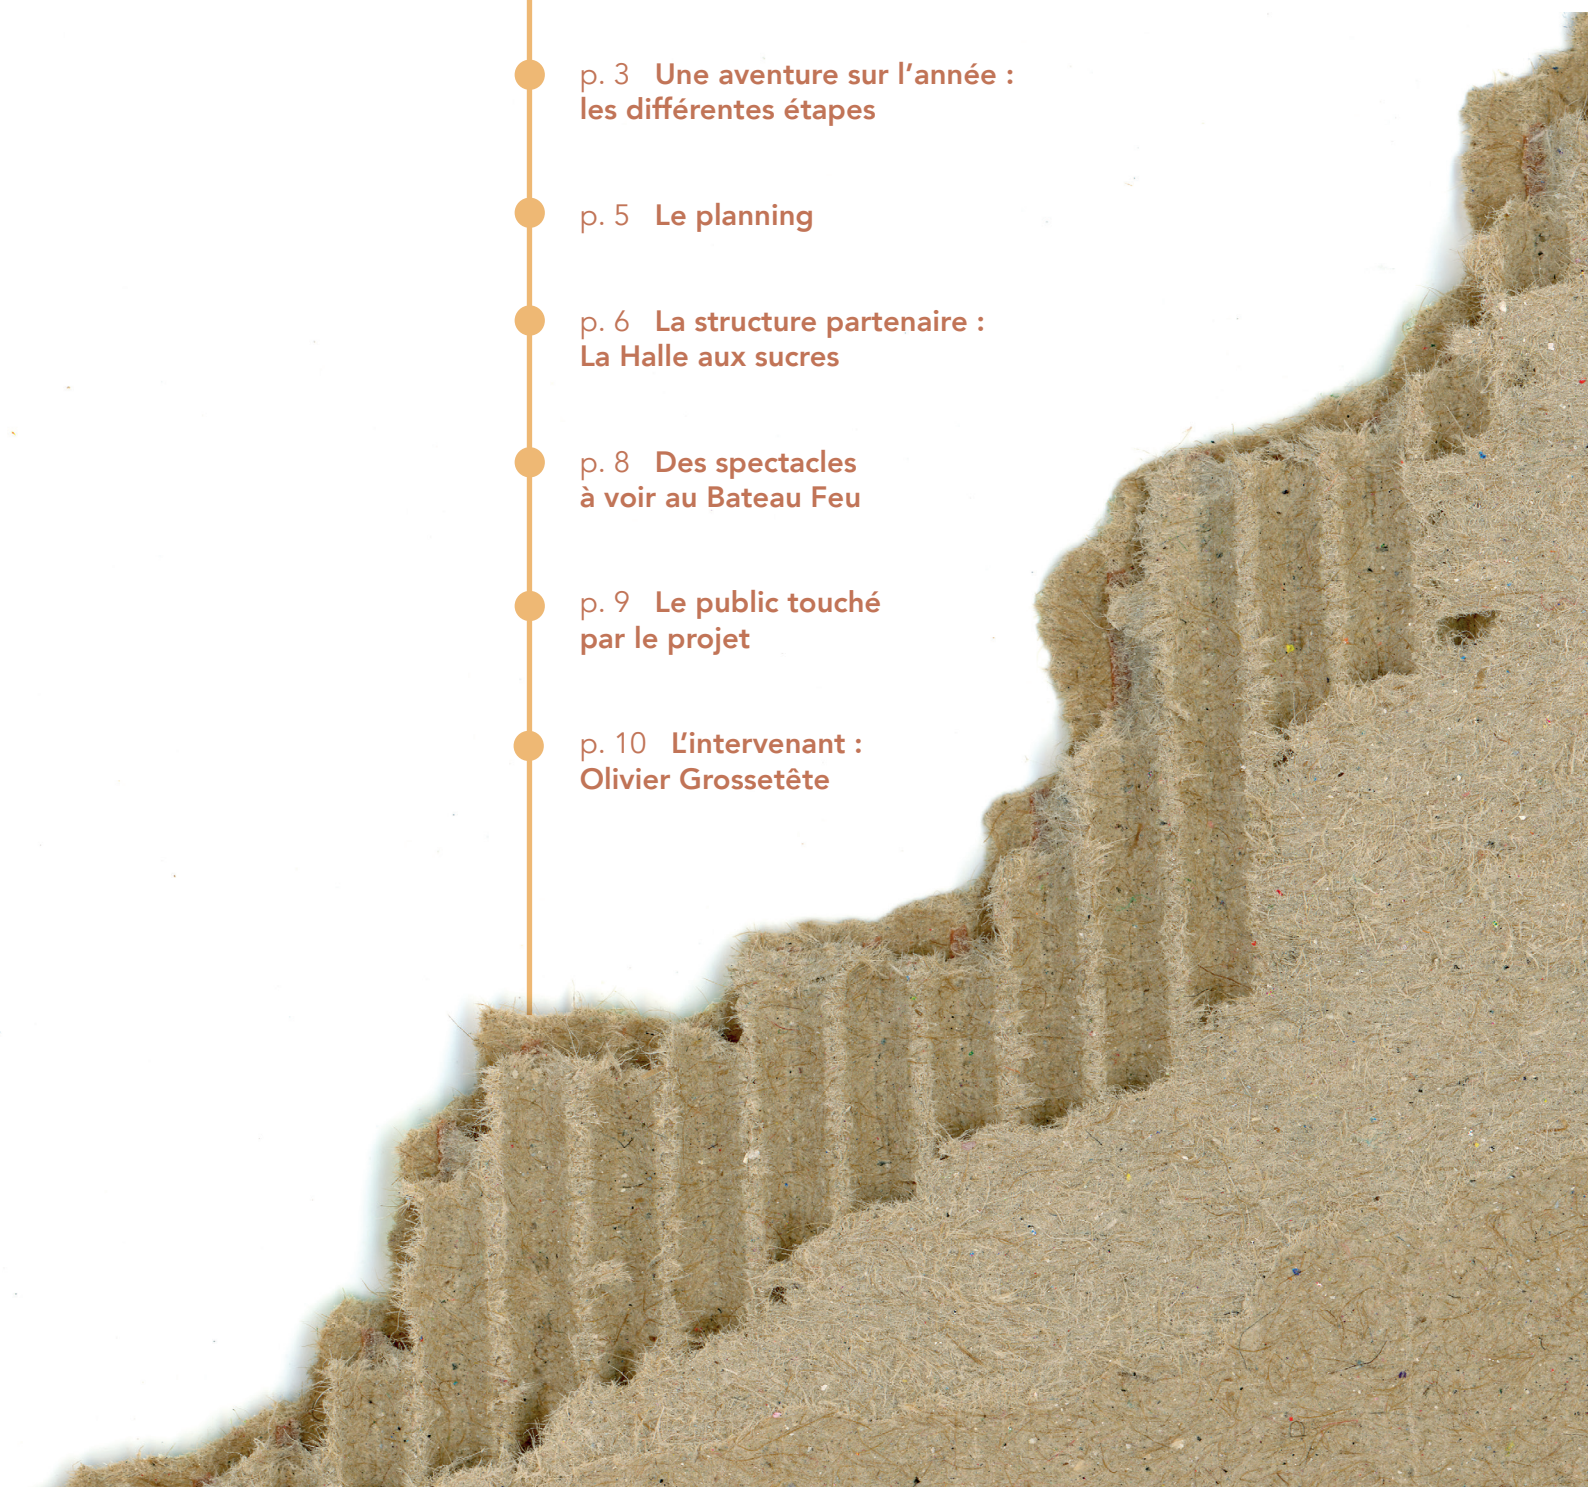 p. 3 Une aventure sur l’année :
les différentes étapes
p. 5 Le planning
p. 6 La structure partenaire :
La Halle aux sucres
p. 8 Des spectacles
à voir au Bateau Feu
p. 9 Le public touché
par le projet
p. 10 L’intervenant :
Olivier Grossetête